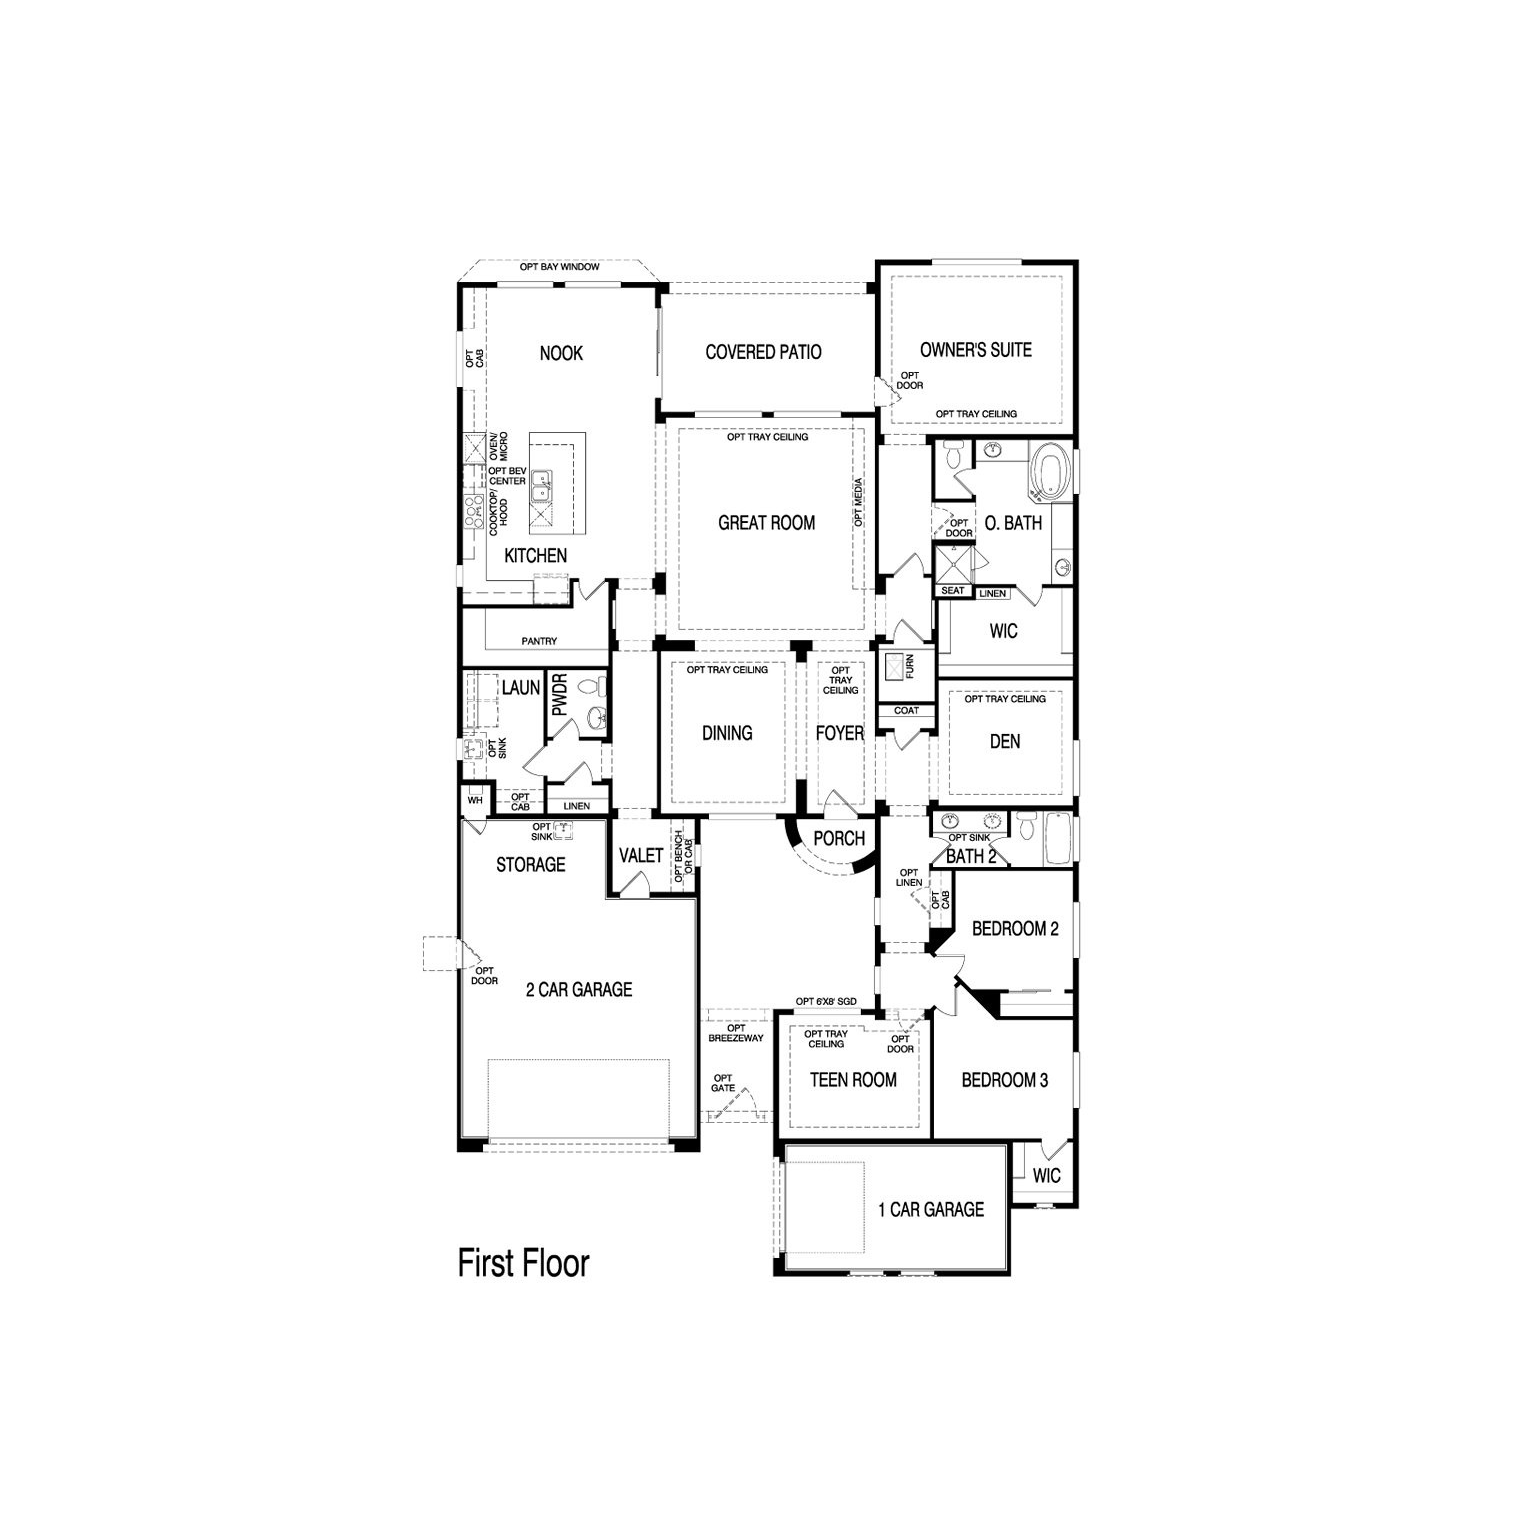 OPT BAY WINDOW
NOOK
OPT
CAB
COVERED PATIO
OWNER'S SUITE
OPT
DOOR
OPT TRAY CEILING
OPT TRAY CEILING
OVEN/
MICRO
OPT BEV
CENTER
COOKTOP/
HOOD
KITCHEN
GREAT ROOM
OPT MEDIA
OPT
DOOR
O. BATH
SEAT
LINEN
WIC
PANTRY
LAUN
PWDR
OPT
SINK
OPT TRAY CEILING
DINING
OPT
TRAY
CEILING
FOYER
FURN
COAT
OPT TRAY CEILING
DEN
WH
OPT
CAB
LINEN
OPT
SINK
STORAGE
VALET
OPT BENCH
OR CAB
PORCH
OPT SINK
BATH 2
OPT
LINEN
OPT
CAB
BEDROOM 2
OPT
DOOR
2 CAR GARAGE
OPT 6'X8' SGD
OPT
BREEZEWAY
OPT TRAY
CEILING
OPT
DOOR
OPT
GATE
TEEN ROOM
BEDROOM 3
WIC
1 CAR GARAGE
First Floor